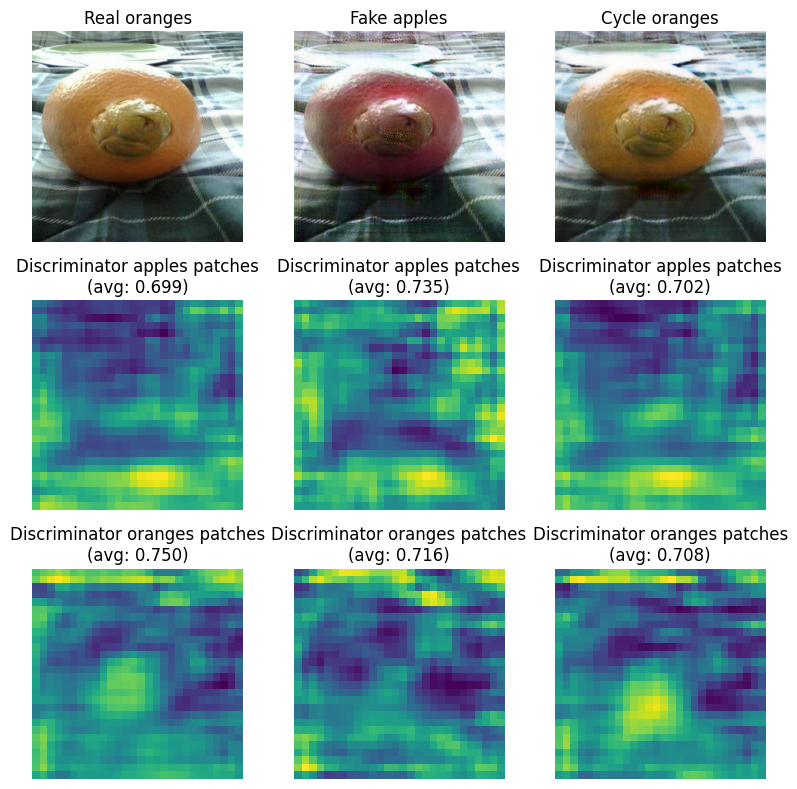 Real oranges
Fake apples
Cycle oranges
Discriminator apples patches
(avg: 0.699)
Discriminator apples patches
(avg: 0.735)
Discriminator apples patches
(avg: 0.702)
Discriminator oranges patches
(avg: 0.750)
Discriminator oranges patches
(avg: 0.716)
Discriminator oranges patches
(avg: 0.708)